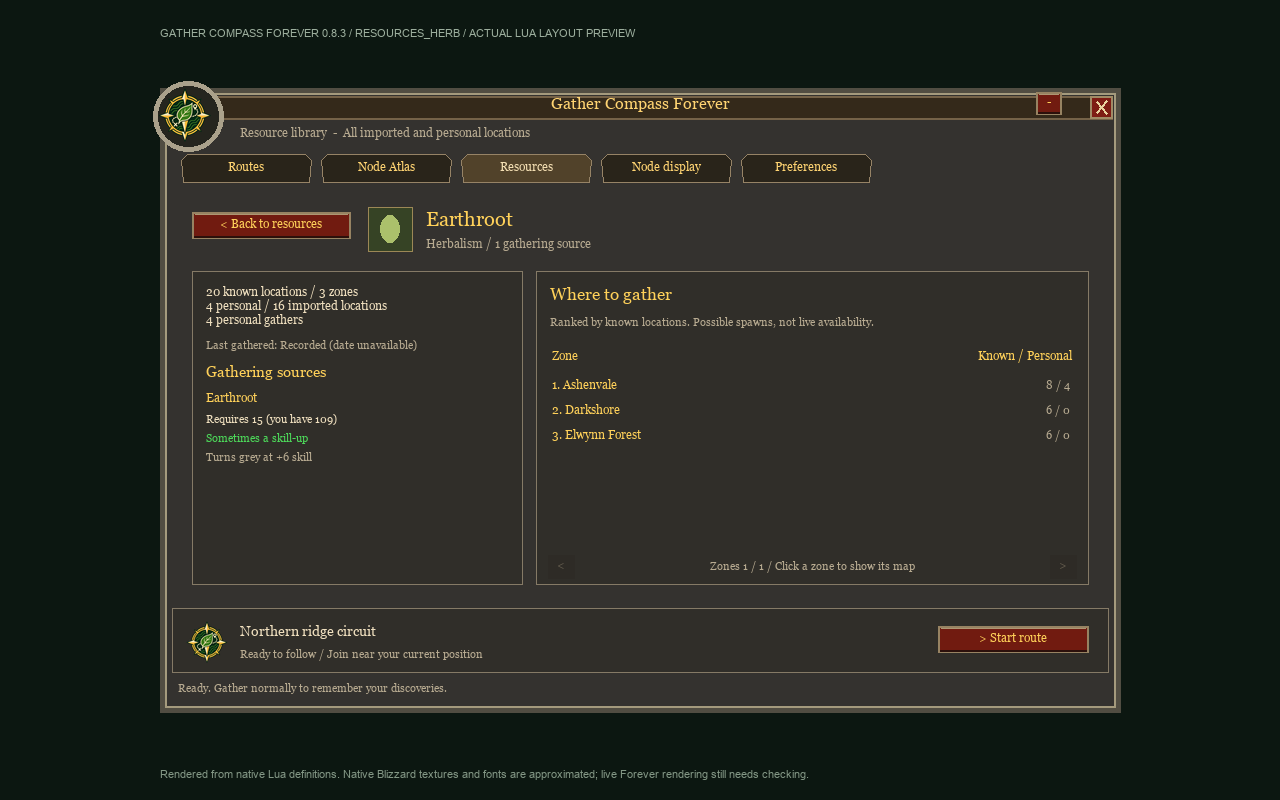 GATHER COMPASS FOREVER 0.8.3 / RESOURCES_HERB / ACTUAL LUA LAYOUT PREVIEW
Gather Compass Forever
-
X
Resource library - All imported and personal locations
Routes
Node Atlas
Resources
Node display
Preferences
< Back to resources
Earthroot
Herbalism / 1 gathering source
20 known locations / 3 zones
4 personal / 16 imported locations
4 personal gathers
Last gathered: Recorded (date unavailable)
Gathering sources
Earthroot
Requires 15 (you have 109)
Sometimes a skill-up
Turns grey at +6 skill
Where to gather
Ranked by known locations. Possible spawns, not live availability.
Zone Known / Personal
1. Ashenvale 8 / 4
2. Darkshore 6 / 0
3. Elwynn Forest 6 / 0
< Zones 1 / 1 / Click a zone to show its map >
Northern ridge circuit
Ready to follow / Join near your current position
> Start route
Ready. Gather normally to remember your discoveries.
Rendered from native Lua definitions. Native Blizzard textures and fonts are approximated; live Forever rendering still needs checking.